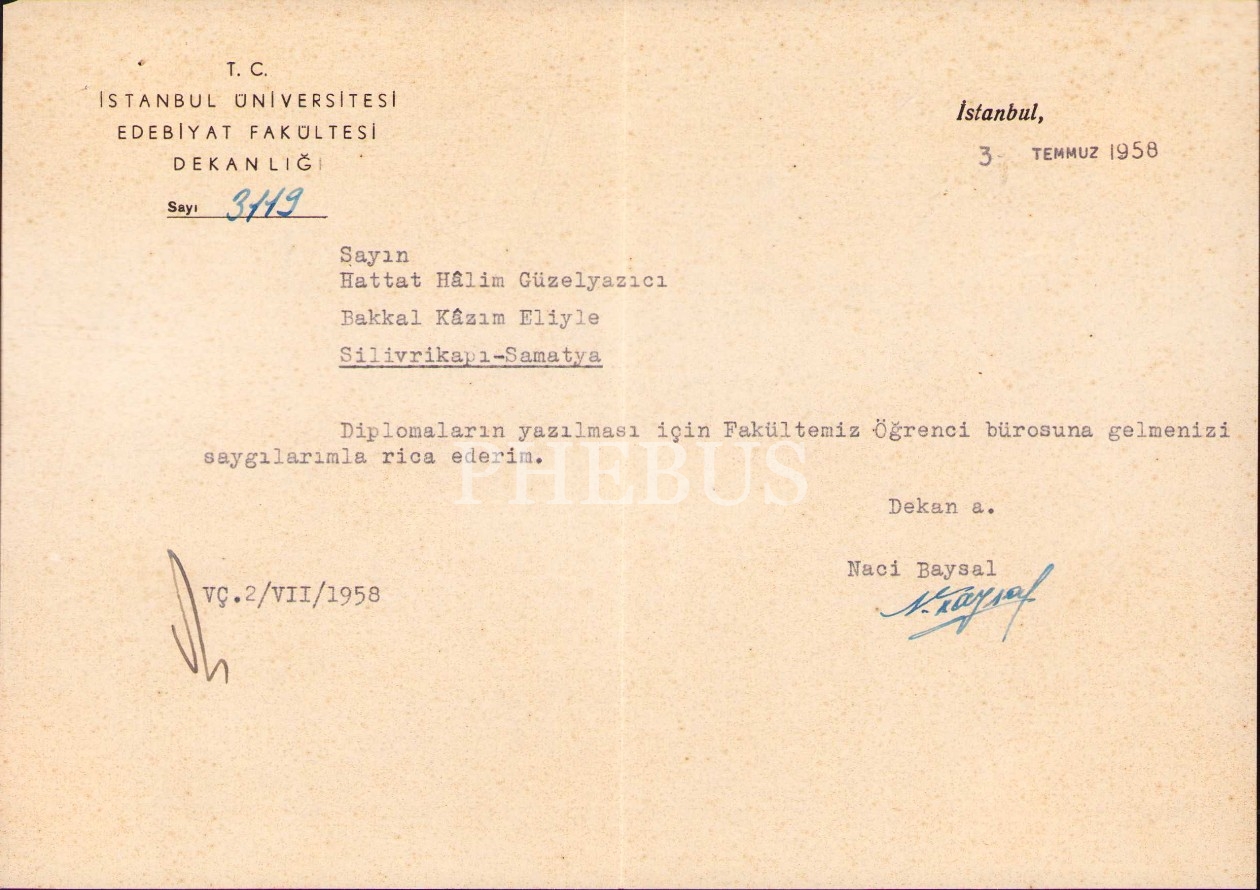 T. C.
İSTANBUL ÜNİVERSİTESİ
EDEBİYAT FAKÜLTESİ
DEKANLIĞI
Sayı 3119
İstanbul,
3 TEMMUZ 1958
Sayın
Hattat Hâlim Güzelyazıcı
Bakkal Kâzım Eliyle
Silivrikapı-Samatya
Diplomaların yazılması için Fakültemiz Öğrenci bürosuna gelmenizi
saygılarımla rica ederim.
PHEBUS
Dekan a.
Naci Baysal
N. Baysal
VÇ.2/VII/1958